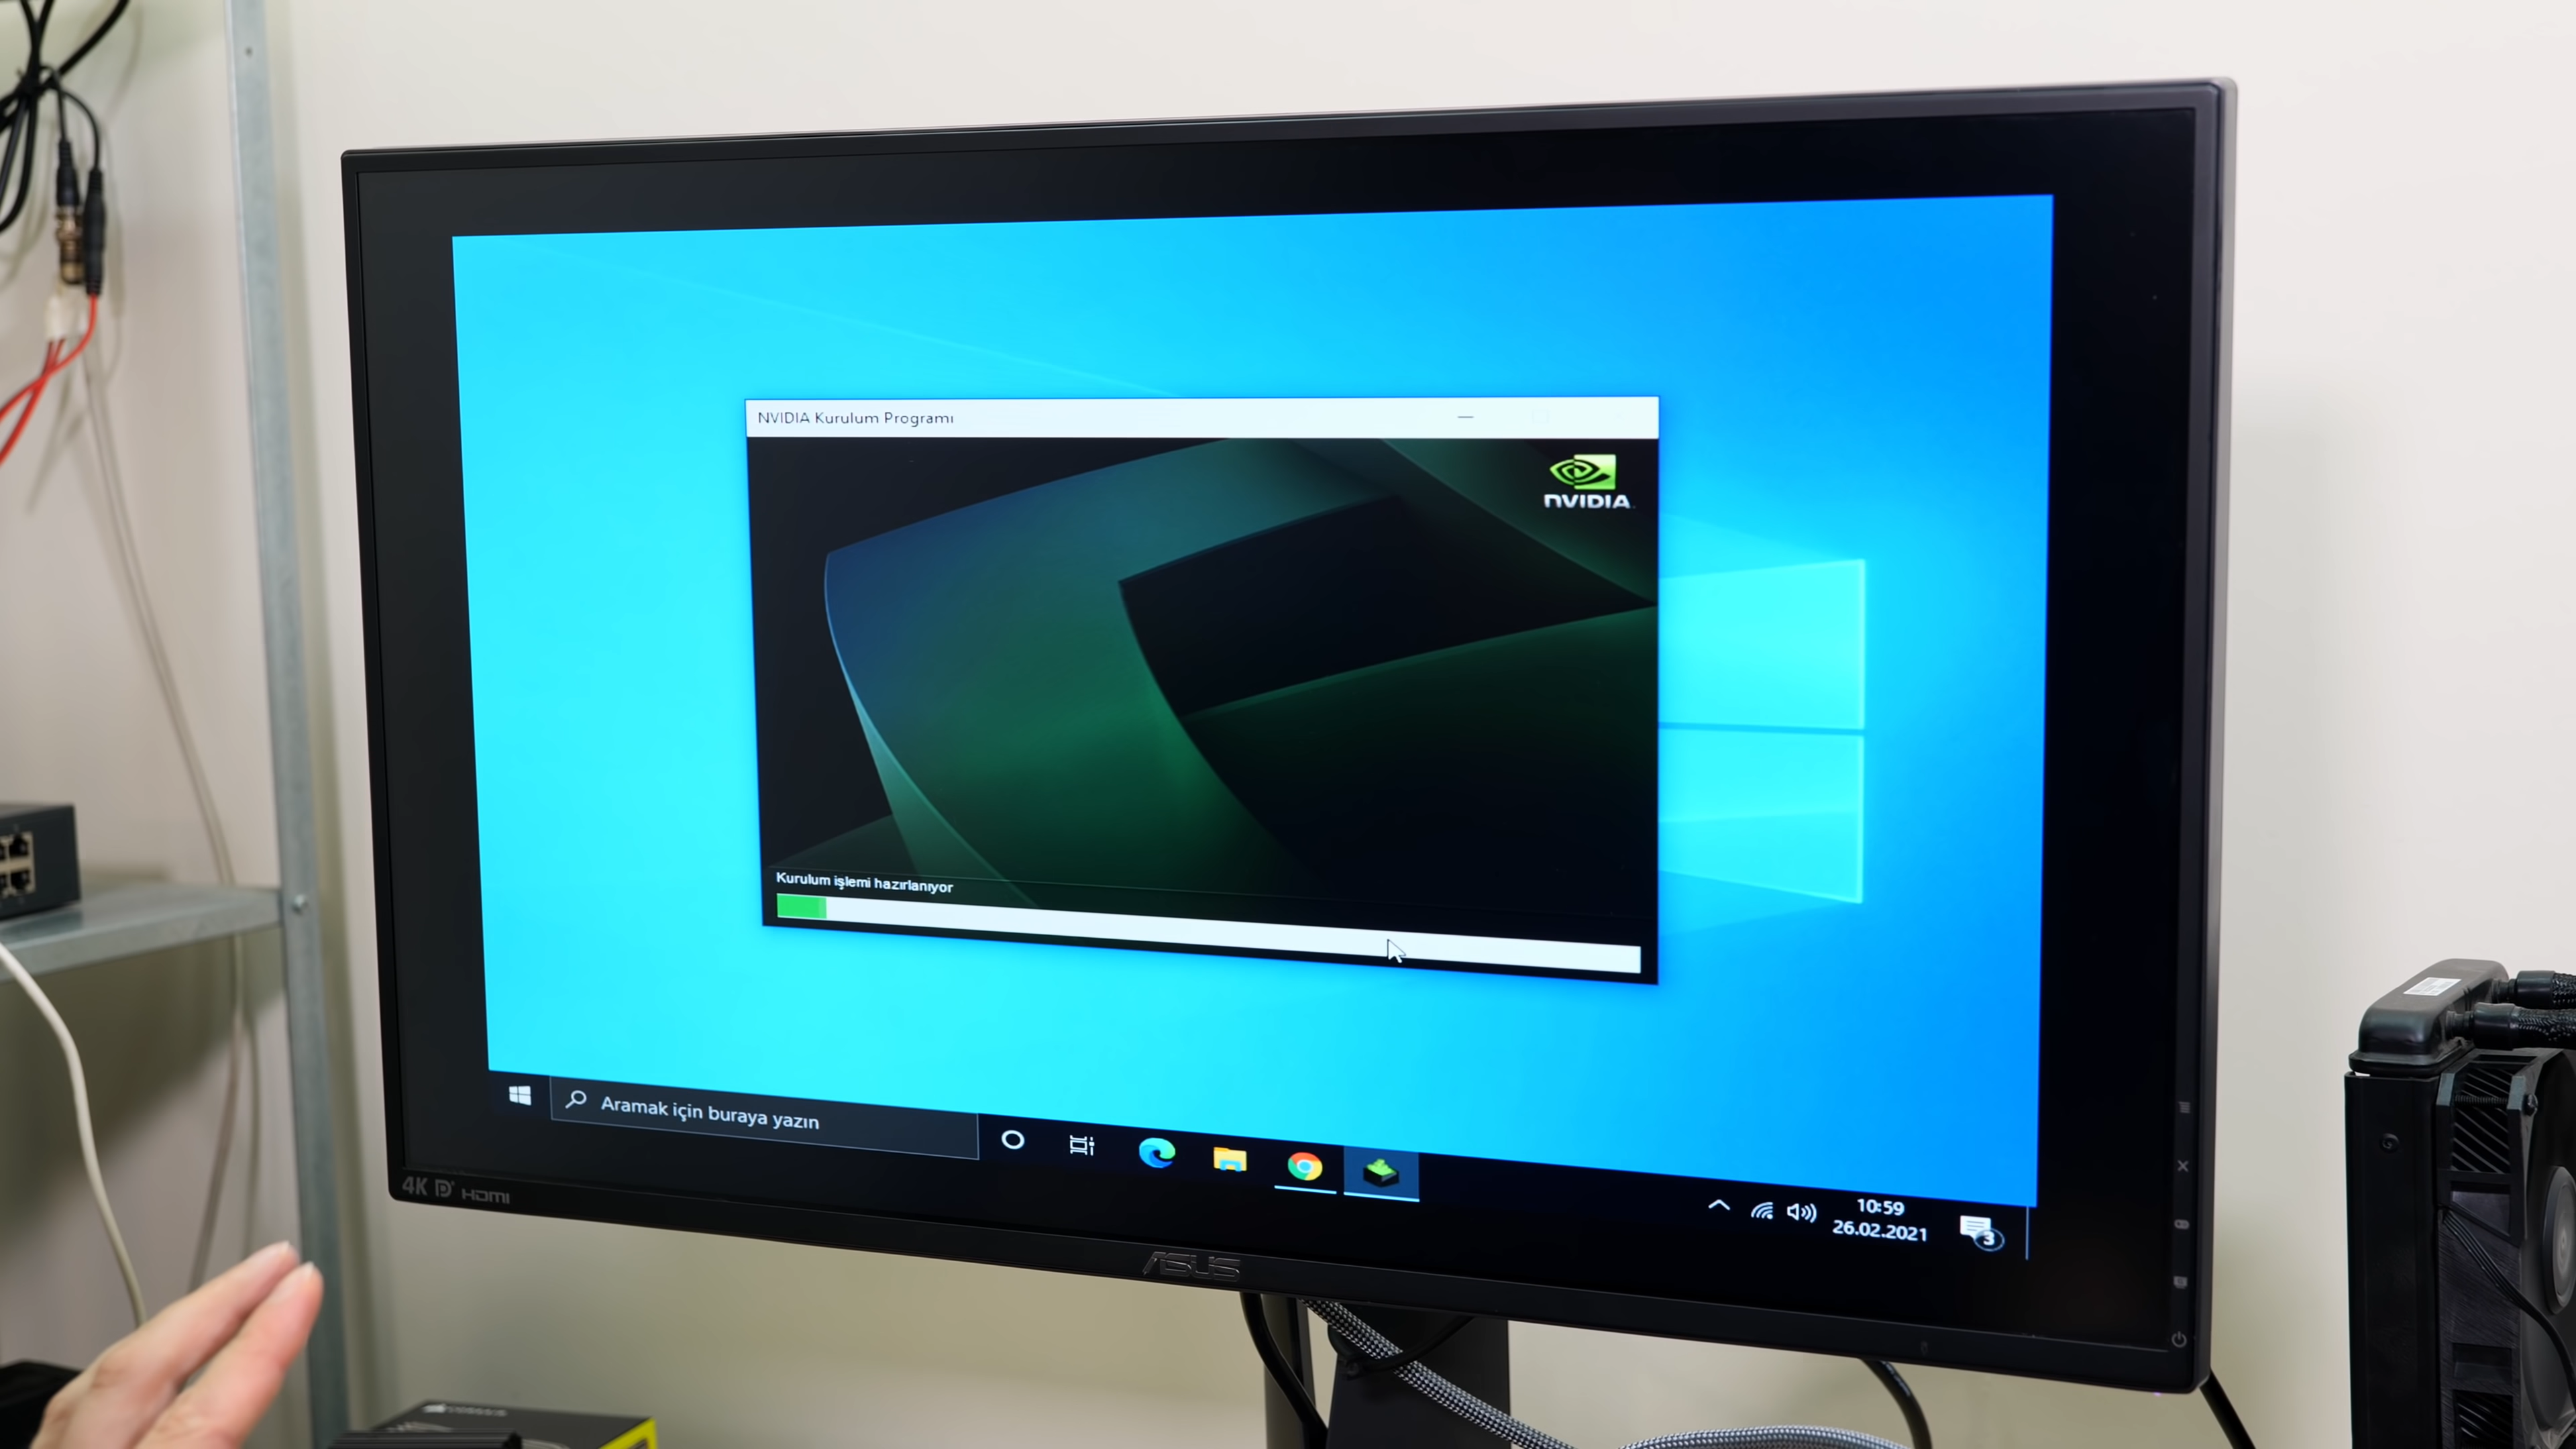 NVIDIA Kurulum Programı
NVIDIA
Kurulum işlemi hazırlanıyor
Aramak için buraya yazın
10:59
26.02.2021
3
4K HDMI
ASUS